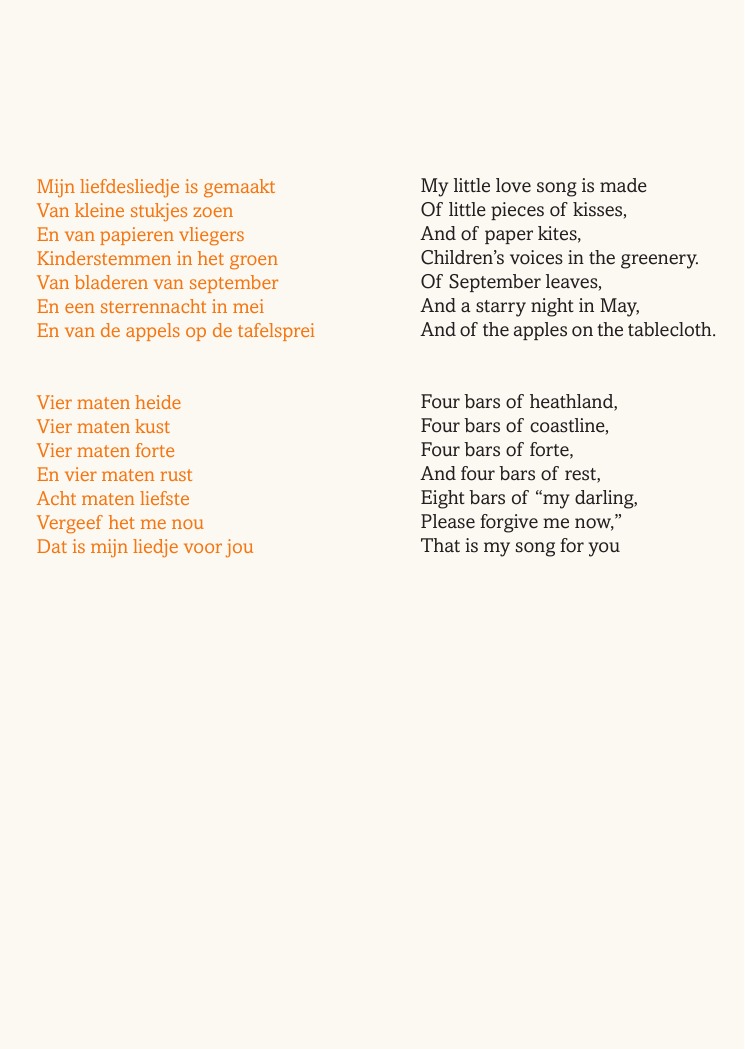 Mijn liefdesliedje is gemaakt
Van kleine stukjes zoen
En van papieren vliegers
Kinderstemmen in het groen
Van bladeren van september
En een sterrennacht in mei
En van de appels op de tafelsprei
Vier maten heide
Vier maten kust
Vier maten forte
En vier maten rust
Acht maten liefste
Vergeef het me nou
Dat is mijn liedje voor jou
My little love song is made
Of little pieces of kisses,
And of paper kites,
Children’s voices in the greenery.
Of September leaves,
And a starry night in May,
And of the apples on the tablecloth.
Four bars of heathland,
Four bars of coastline,
Four bars of forte,
And four bars of rest,
Eight bars of “my darling,
Please forgive me now,”
That is my song for you